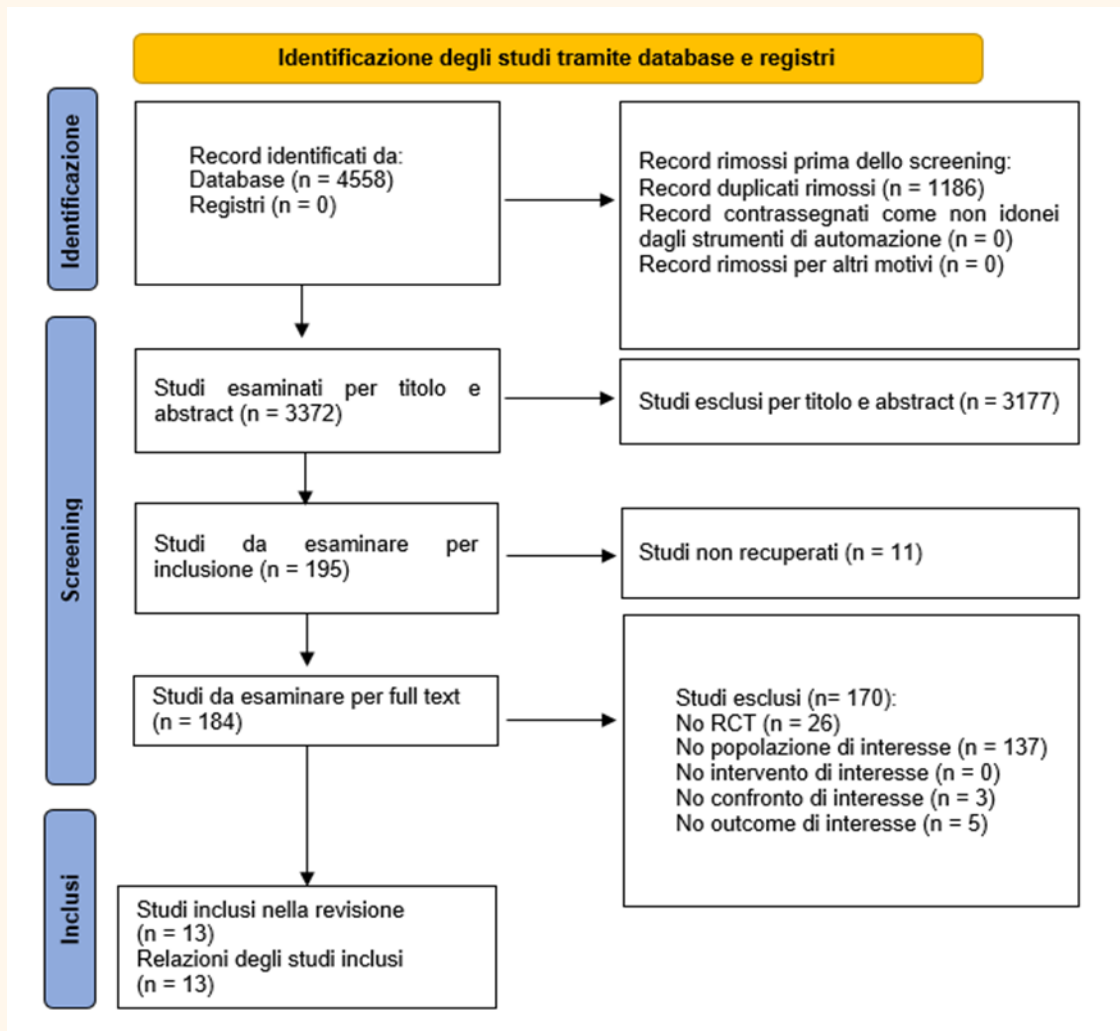 Identificazione degli studi tramite database e registri
Identificazione
Record identificati da:
Database (n = 4558)
Registri (n = 0)
Record rimossi prima dello screening:
Record duplicati rimossi (n = 1186)
Record contrassegnati come non idonei
dagli strumenti di automazione (n = 0)
Record rimossi per altri motivi (n = 0)
Screening
Studi esaminati per titolo e
abstract (n = 3372)
Studi esclusi per titolo e abstract (n = 3177)
Studi da esaminare per
inclusione (n = 195)
Studi non recuperati (n = 11)
Studi da esaminare per full text
(n = 184)
Studi esclusi (n= 170):
No RCT (n = 26)
No popolazione di interesse (n = 137)
No intervento di interesse (n = 0)
No confronto di interesse (n = 3)
No outcome di interesse (n = 5)
Inclusi
Studi inclusi nella revisione
(n = 13)
Relazioni degli studi inclusi
(n = 13)